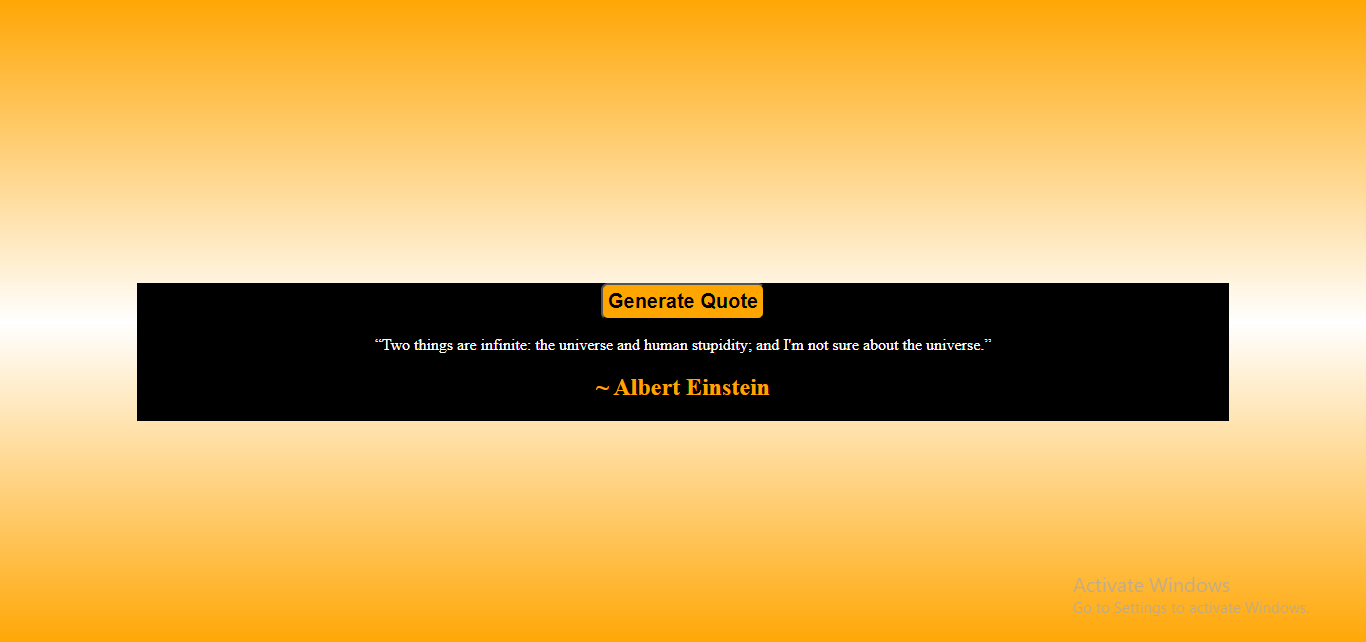 Generate Quote
“Two things are infinite: the universe and human stupidity; and I'm not sure about the universe.”
~ Albert Einstein
Activate Windows
Go to Settings to activate Windows.